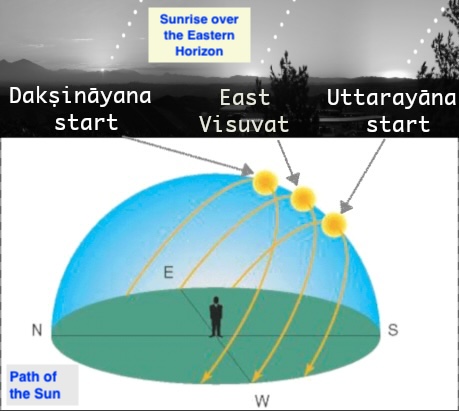 Sunrise over
the Eastern
Horizon
Dakṣināyana
start
East
Visuvat
Uttarayāna
start
E
N
S
W
Path of
the Sun